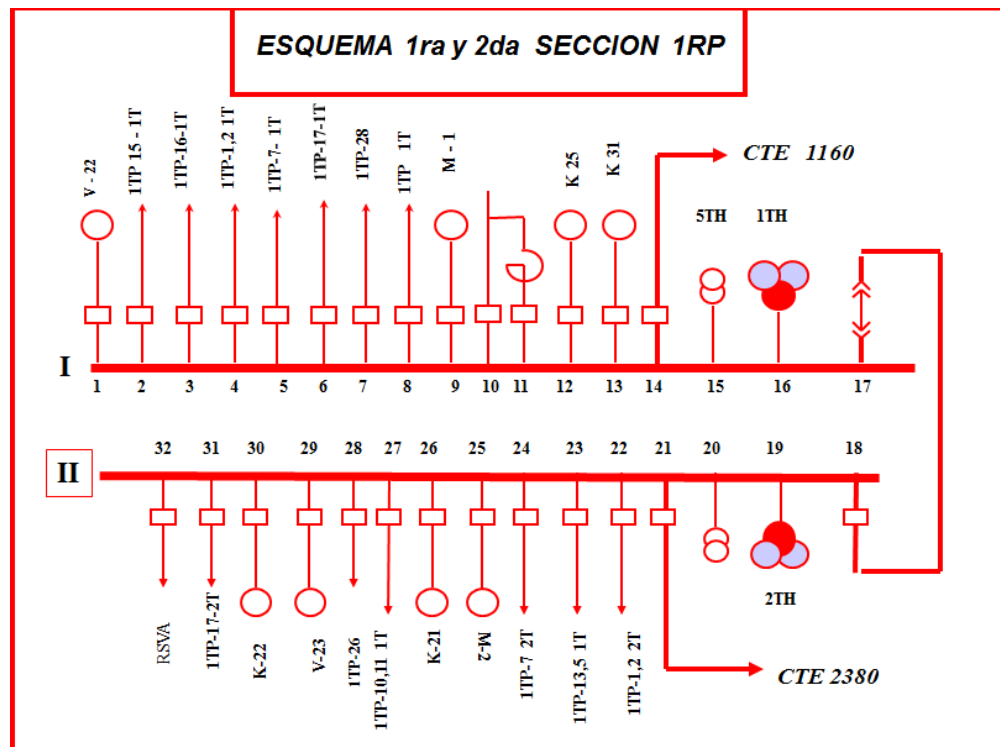 ESQUEMA 1ra y 2da SECCION 1RP
V - 22
1TP 15 - 1T
1TP-16-1T
1TP-1,2 1T
1TP-7- 1T
1TP-17-1T
1TP-28
1TP 1T
M - 1
K 25
K 31
CTE 1160
5TH
1TH
I
1 2 3 4 5 6 7 8 9 10 11 12 13 14 15 16 17
32 31 30 29 28 27 26 25 24 23 22 21 20 19 18
II
RSVA
1TP-17-2T
K-22
V-23
1TP-26
1TP-10,11 1T
K-21
M-2
1TP-7 2T
1TP-13,5 1T
1TP-1,2 2T
2TH
CTE 2380